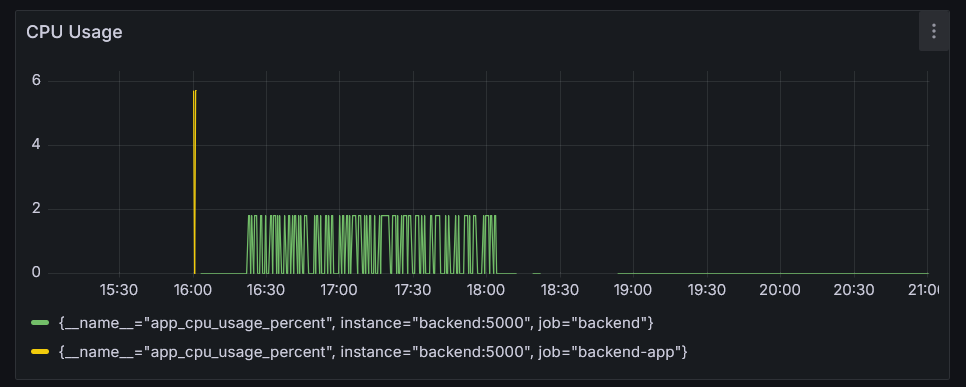 CPU Usage
6
4
2
0
15:30 16:00 16:30 17:00 17:30 18:00 18:30 19:00 19:30 20:00 20:30 21:0
{__name__="app_cpu_usage_percent", instance="backend:5000", job="backend"}
{__name__="app_cpu_usage_percent", instance="backend:5000", job="backend-app"}